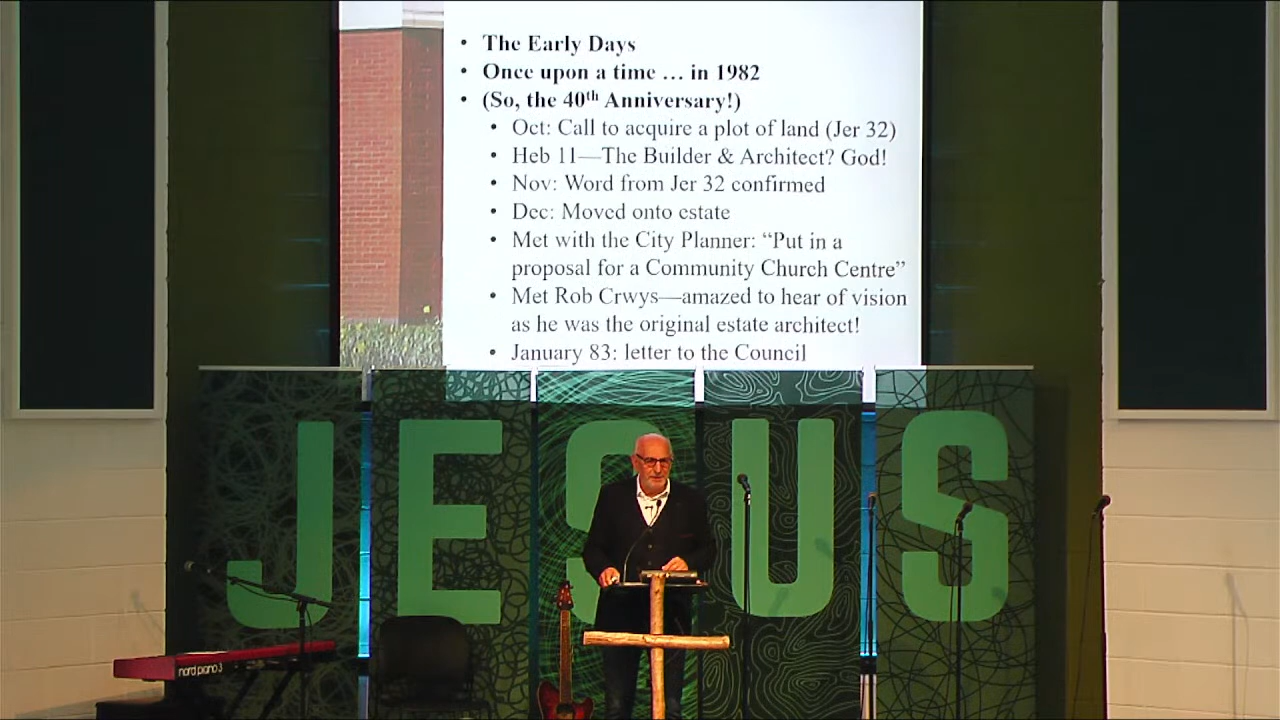 • The Early Days
• Once upon a time … in 1982
• (So, the 40th Anniversary!)
• Oct: Call to acquire a plot of land (Jer 32)
• Heb 11—The Builder & Architect? God!
• Nov: Word from Jer 32 confirmed
• Dec: Moved onto estate
• Met with the City Planner: “Put in a
proposal for a Community Church Centre”
• Met Rob Crwys—amazed to hear of vision
as he was the original estate architect!
• January 83: letter to the Council
JESUS
nord piano 3